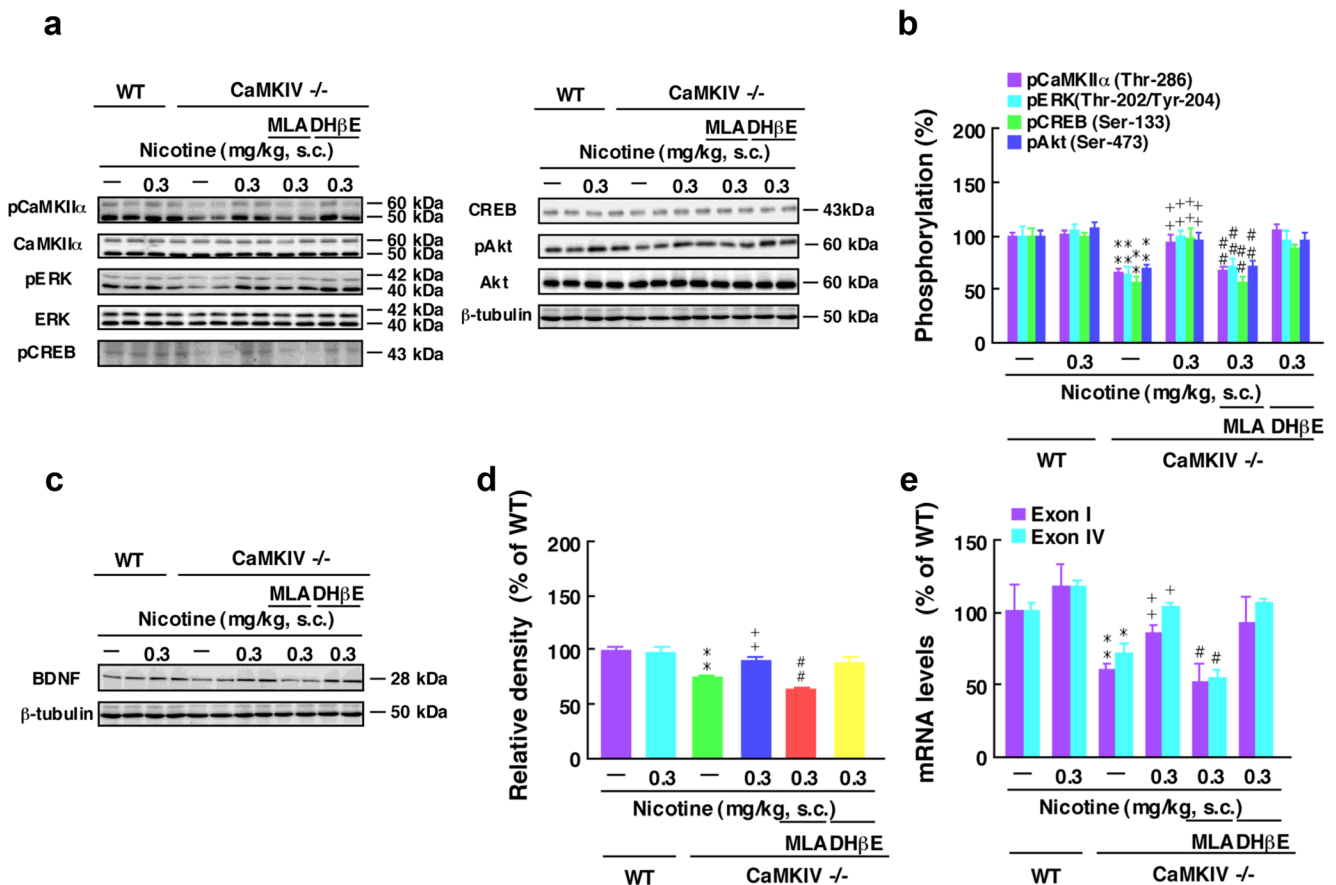 a
WT CaMKIV -/-
MLA DHβE
Nicotine (mg/kg, s.c.)
— 0.3 — 0.3 0.3 0.3
pCaMKIIα — 60 kDa
— 50 kDa
CaMKIIα — 60 kDa
— 50 kDa
pERK — 42 kDa
— 40 kDa
ERK — 42 kDa
— 40 kDa
pCREB — 43 kDa
WT CaMKIV -/-
MLA DHβE
Nicotine (mg/kg, s.c.)
— 0.3 — 0.3 0.3 0.3
CREB — 43kDa
pAkt — 60 kDa
Akt — 60 kDa
β-tubulin — 50 kDa
b
pCaMKIIα (Thr-286)
pERK(Thr-202/Tyr-204)
pCREB (Ser-133)
pAkt (Ser-473)
Phosphorylation (%)
200
150
100
50
0
** ** ** **
++ ++ ++ ++
## ## ## ##
— 0.3 — 0.3 0.3 0.3
Nicotine (mg/kg, s.c.)
MLA DHβE
WT CaMKIV -/-
c
WT CaMKIV -/-
MLA DHβE
Nicotine (mg/kg, s.c.)
— 0.3 — 0.3 0.3 0.3
BDNF — 28 kDa
β-tubulin — 50 kDa
d
Relative density (% of WT)
200
150
100
50
0
** ++ ##
— 0.3 — 0.3 0.3 0.3
Nicotine (mg/kg, s.c.)
MLA DHβE
WT CaMKIV -/-
e
Exon I
Exon IV
mRNA levels (% of WT)
150
100
50
0
** * ++ + # #
— 0.3 — 0.3 0.3 0.3
Nicotine (mg/kg, s.c.)
MLA DHβE
WT CaMKIV -/-